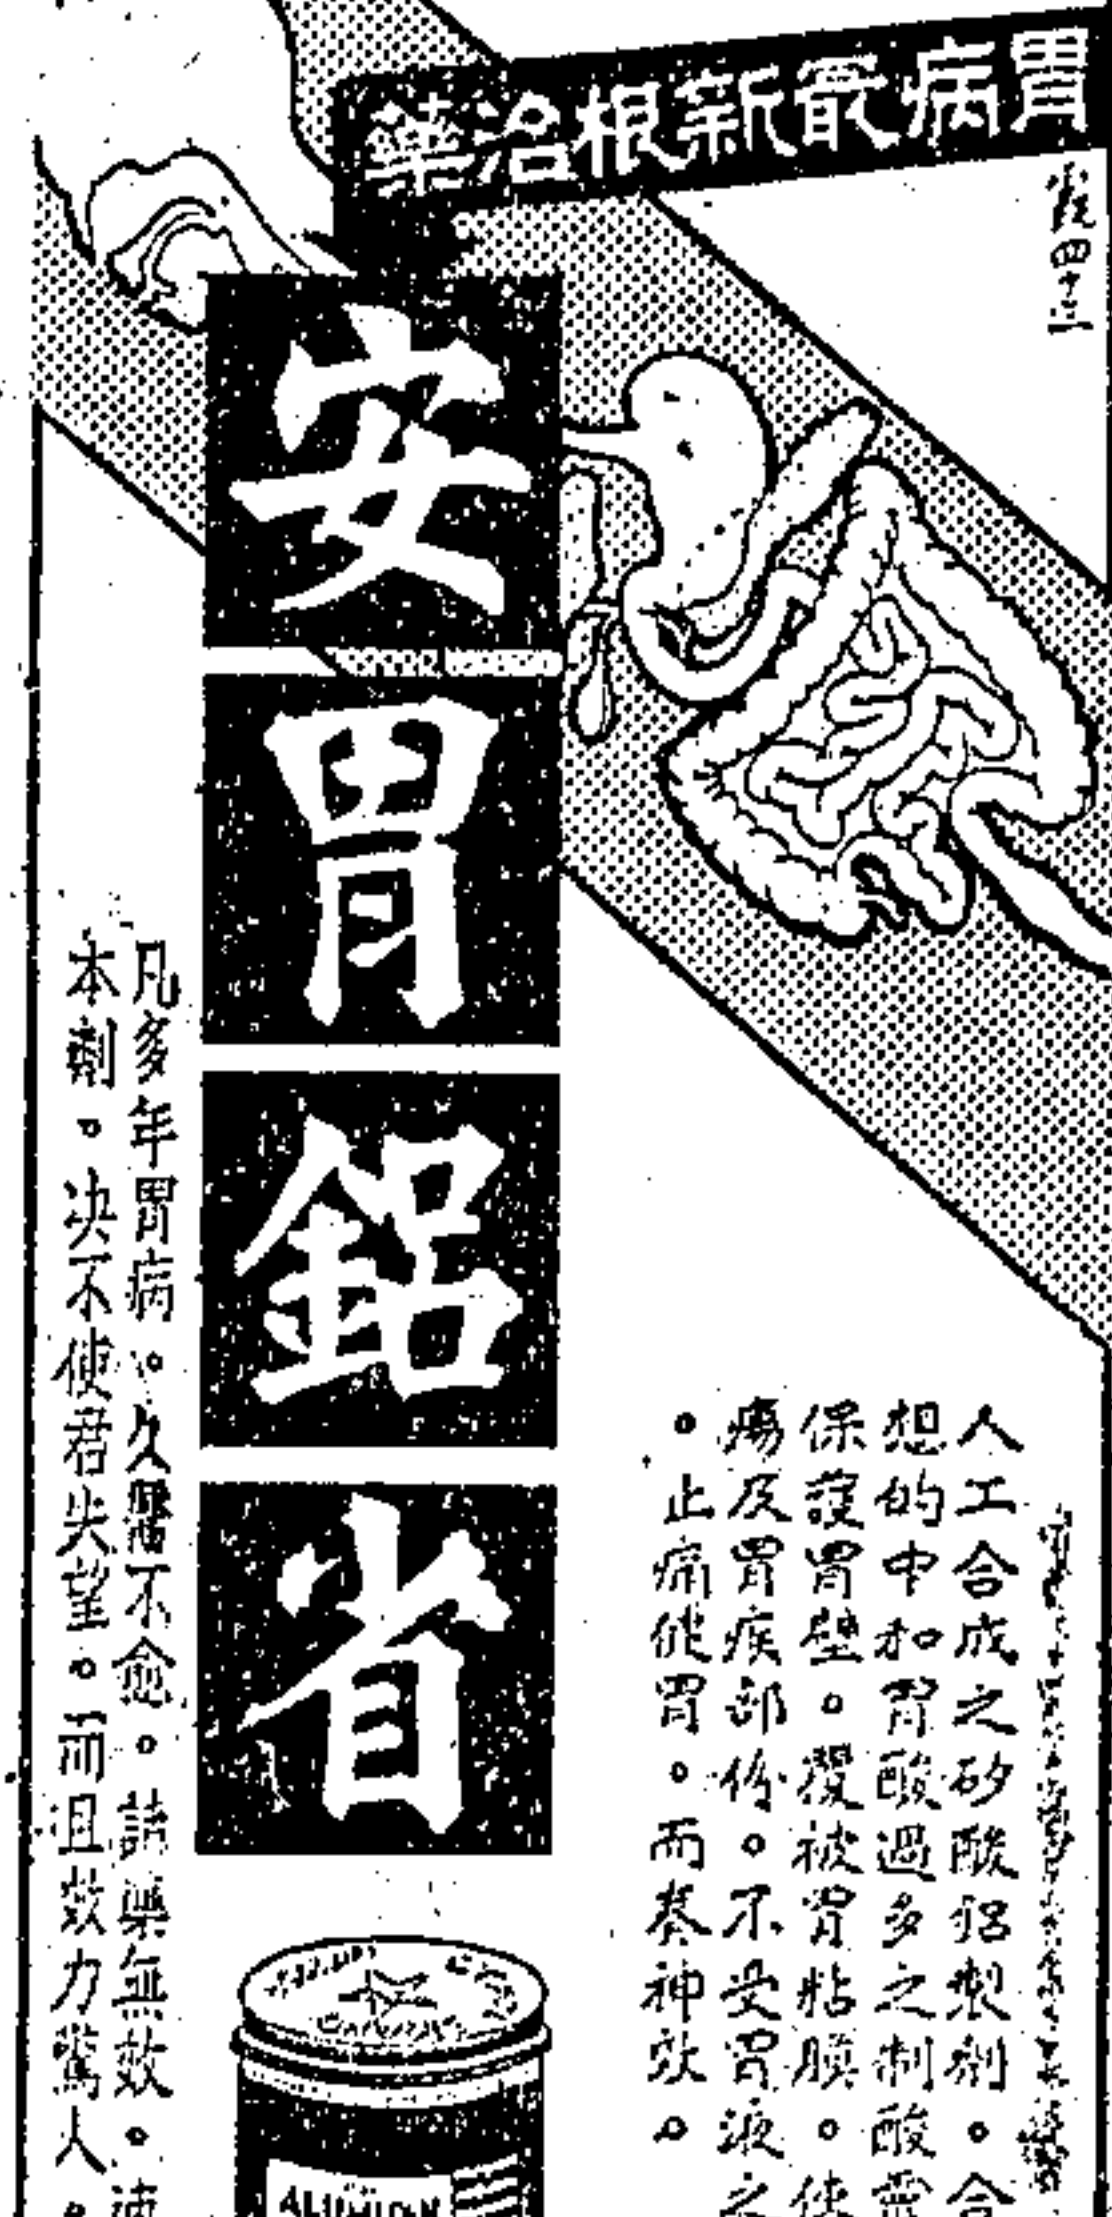 胃病最新根治藥
安胃鋁省
人工合成之矽酸鋁製劑。合
想的中和胃酸過多之制酸靈
保護胃壁。覆被胃粘膜。使
瘍及胃疾部份。不受胃液之
。止痛健胃。而奏神效。
凡多年胃病。久醫不愈。諸藥無效。速
本劑。决不使君失望。而且效力驚人。